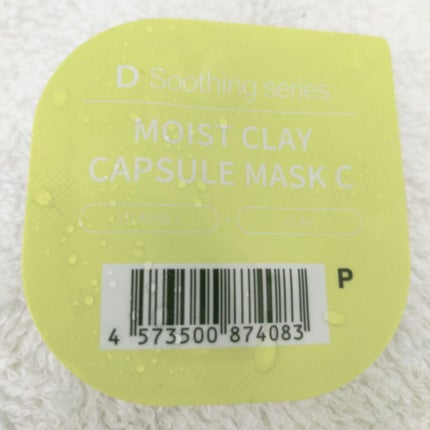 D Soothing series
MOIST CLAY
CAPSULE MASK C
P
4 573500 874083